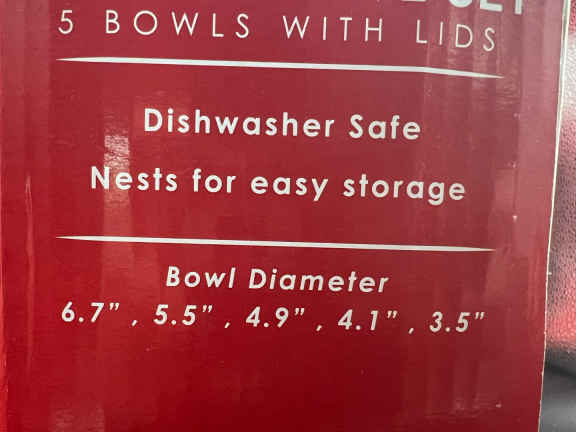 5 BOWLS WITH LIDS
Dishwasher Safe
Nests for easy storage
Bowl Diameter
6.7” , 5.5” , 4.9” , 4.1” , 3.5”